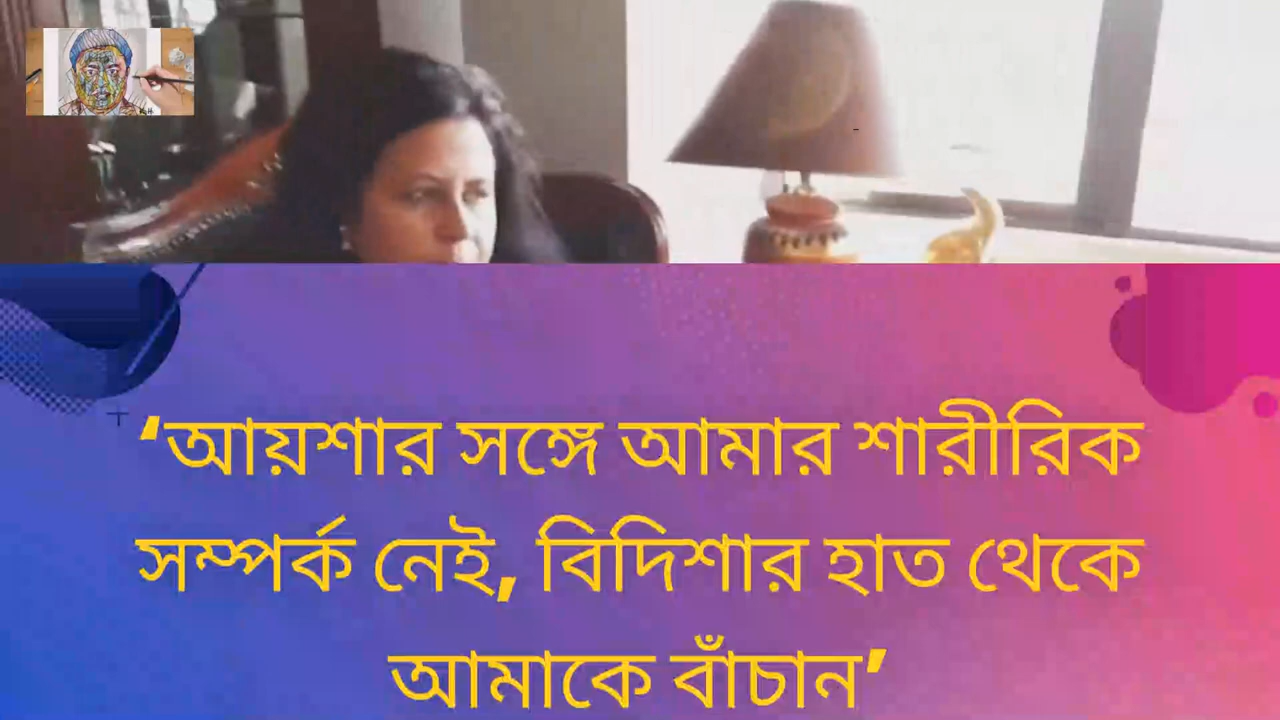 ‘আয়শার সঙ্গে আমার শারীরিক
সম্পর্ক নেই, বিদিশার হাত থেকে
আমাকে বাঁচান’